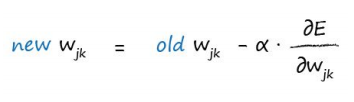 new w_jk = old w_jk - α · ∂E / ∂w_jk